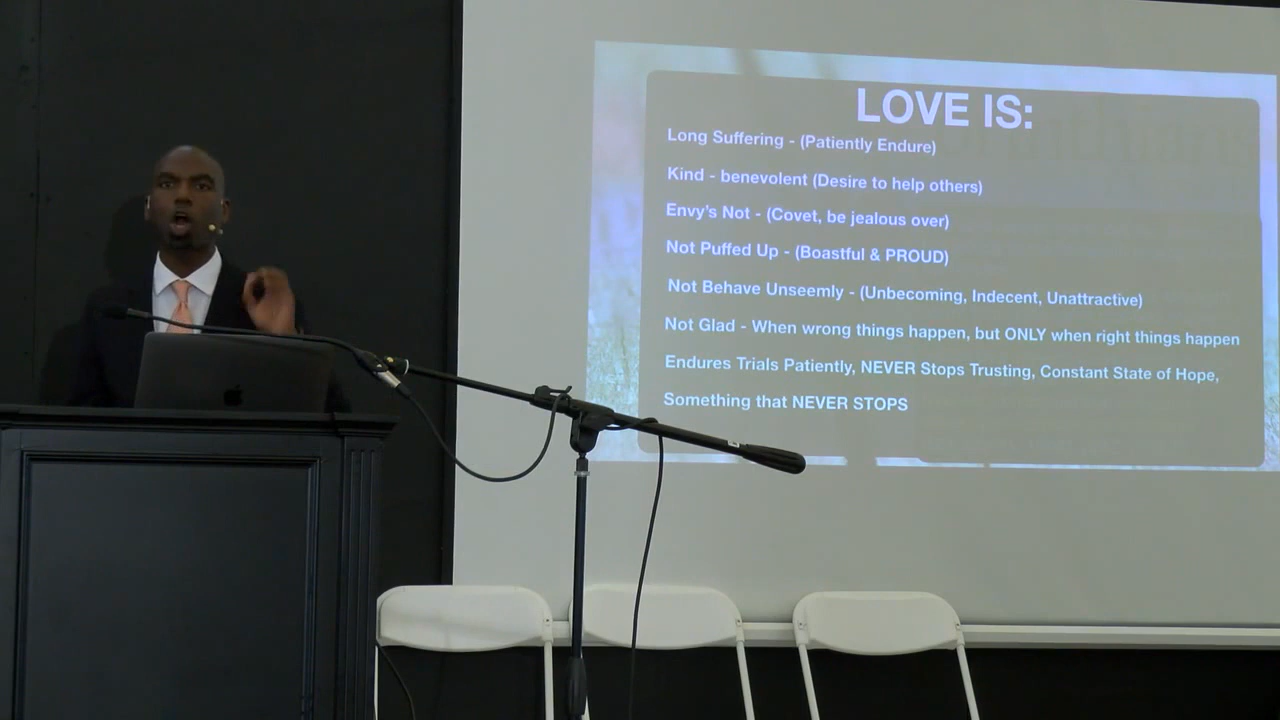 LOVE IS:
Long Suffering - (Patiently Endure)
Kind - benevolent (Desire to help others)
Envy's Not - (Covet, be jealous over)
Not Puffed Up - (Boastful & PROUD)
Not Behave Unseemly - (Unbecoming, Indecent, Unattractive)
Not Glad - When wrong things happen, but ONLY when right things happen
Endures Trials Patiently, NEVER Stops Trusting, Constant State of Hope,
Something that NEVER STOPS